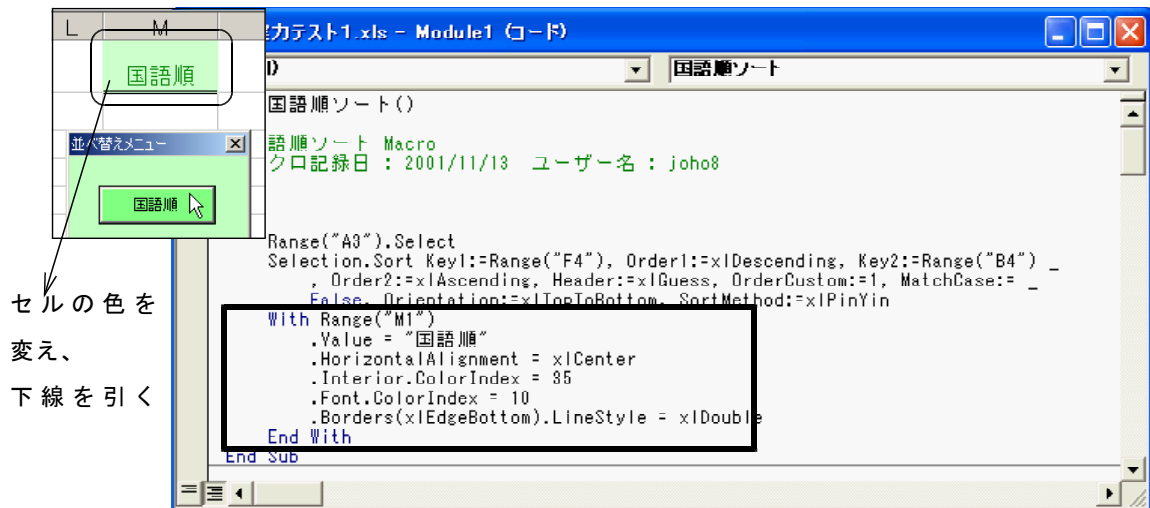 L M
国語順
並べ替えメニュー
国語順
セルの色を
変え、
下線を引く
力テスト1.xls - Module1 (コード)
国語順ソート
国語順ソート()
語順ソート Macro
クロ記録日 : 2001/11/13 ユーザー名 : joho8
Range("A3").Select
Selection.Sort Key1:=Range("F4"), Order1:=xlDescending, Key2:=Range("B4") _
, Order2:=xlAscending, Header:=xlGuess, OrderCustom:=1, MatchCase:= _
False, Orientation:=xlTopToBottom, SortMethod:=xlPinYin
With Range("M1")
.Value = "国語順"
.HorizontalAlignment = xlCenter
.Interior.ColorIndex = 35
.Font.ColorIndex = 10
.Borders(xlEdgeBottom).LineStyle = xlDouble
End With
End Sub